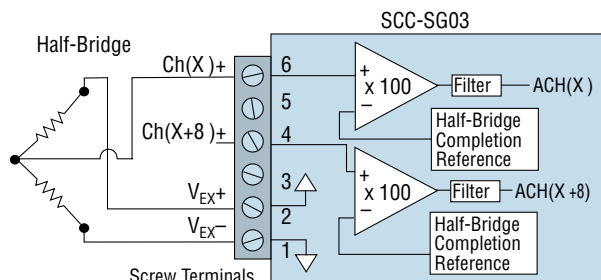 SCC-SG03
Half-Bridge
Ch(X)+
6
+
x 100
−
Filter
ACH(X )
5
Half-Bridge
Completion
Reference
Ch(X+8)+
4
+
x 100
−
Filter
ACH(X +8)
3
VEX+
2
Half-Bridge
Completion
Reference
VEX−
1
Screw Terminals